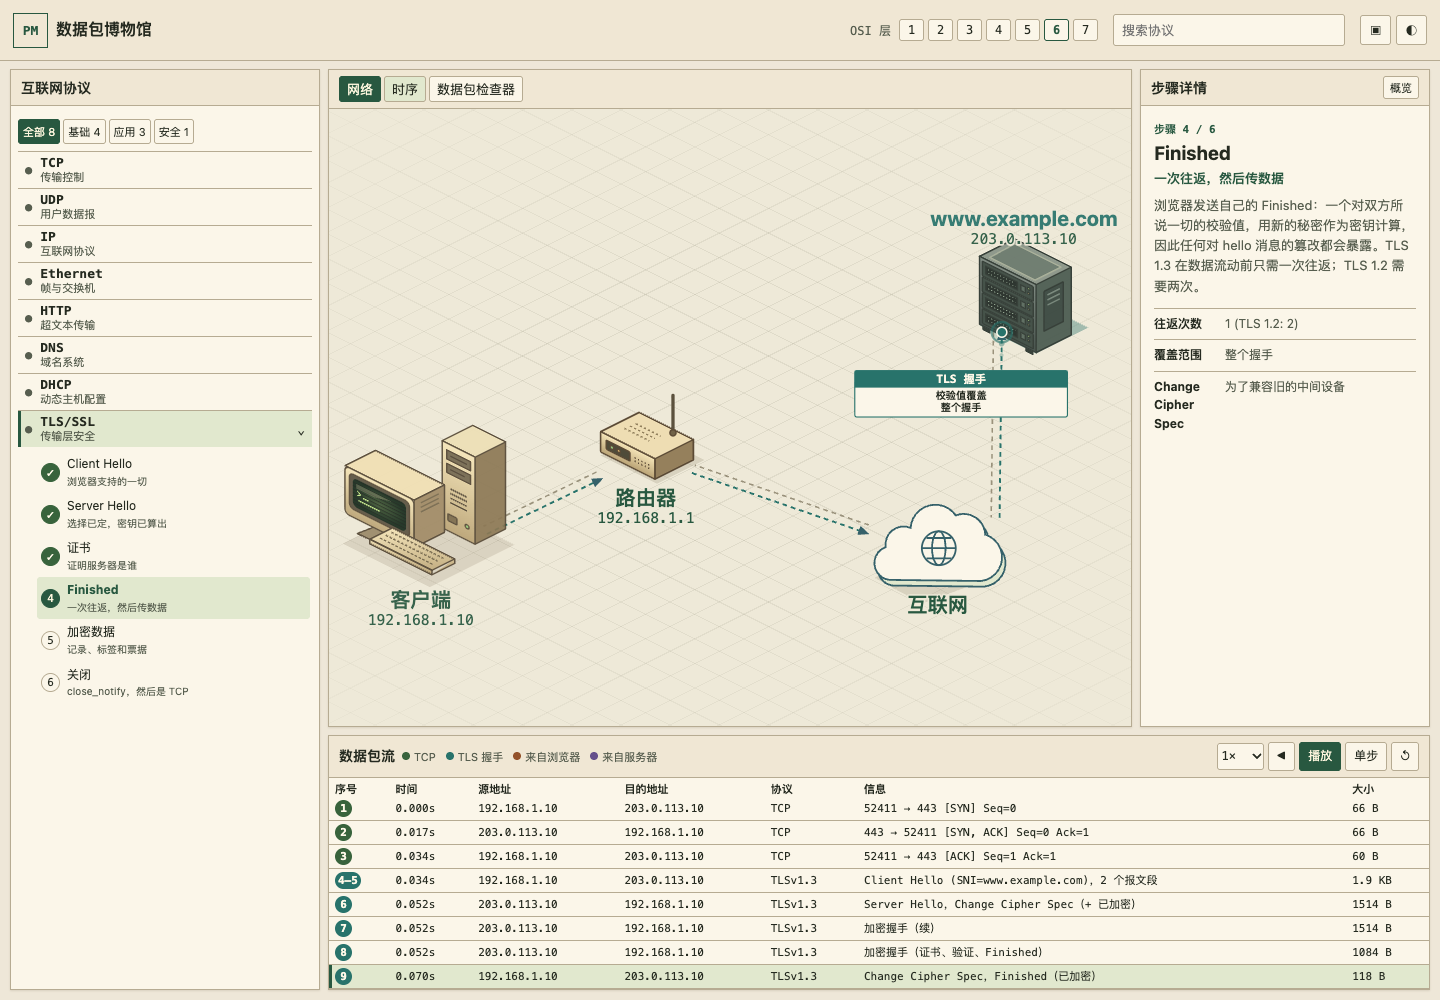 PM 数据包博物馆 OSI 层 1 2 3 4 5 6 7 搜索协议
互联网协议
全部 8 基础 4 应用 3 安全 1
TCP
传输控制
UDP
用户数据报
IP
互联网协议
Ethernet
帧与交换机
HTTP
超文本传输
DNS
域名系统
DHCP
动态主机配置
TLS/SSL
传输层安全
✓ Client Hello
浏览器支持的一切
✓ Server Hello
选择已定，密钥已算出
✓ 证书
证明服务器是谁
4 Finished
一次往返，然后传数据
5 加密数据
记录、标签和票据
6 关闭
close_notify，然后是 TCP
网络 时序 数据包检查器
www.example.com
203.0.113.10
TLS 握手
校验值覆盖
整个握手
路由器
192.168.1.1
客户端
192.168.1.10
互联网
步骤详情 概览
步骤 4 / 6
Finished
一次往返，然后传数据
浏览器发送自己的 Finished：一个对双方所
说一切的校验值，用新的秘密作为密钥计算，
因此任何对 hello 消息的篡改都会暴露。TLS
1.3 在数据流动前只需一次往返；TLS 1.2 需
要两次。
往返次数 1 (TLS 1.2: 2)
覆盖范围 整个握手
Change 为了兼容旧的中间设备
Cipher
Spec
数据包流 TCP TLS 握手 来自浏览器 来自服务器 1× 播放 单步
序号 时间 源地址 目的地址 协议 信息 大小
1 0.000s 192.168.1.10 203.0.113.10 TCP 52411 → 443 [SYN] Seq=0 66 B
2 0.017s 203.0.113.10 192.168.1.10 TCP 443 → 52411 [SYN, ACK] Seq=0 Ack=1 66 B
3 0.034s 192.168.1.10 203.0.113.10 TCP 52411 → 443 [ACK] Seq=1 Ack=1 60 B
4–5 0.034s 192.168.1.10 203.0.113.10 TLSv1.3 Client Hello (SNI=www.example.com)，2 个报文段 1.9 KB
6 0.052s 203.0.113.10 192.168.1.10 TLSv1.3 Server Hello，Change Cipher Spec（+ 已加密） 1514 B
7 0.052s 203.0.113.10 192.168.1.10 TLSv1.3 加密握手（续） 1514 B
8 0.052s 203.0.113.10 192.168.1.10 TLSv1.3 加密握手（证书、验证、Finished） 1084 B
9 0.070s 192.168.1.10 203.0.113.10 TLSv1.3 Change Cipher Spec，Finished（已加密） 118 B